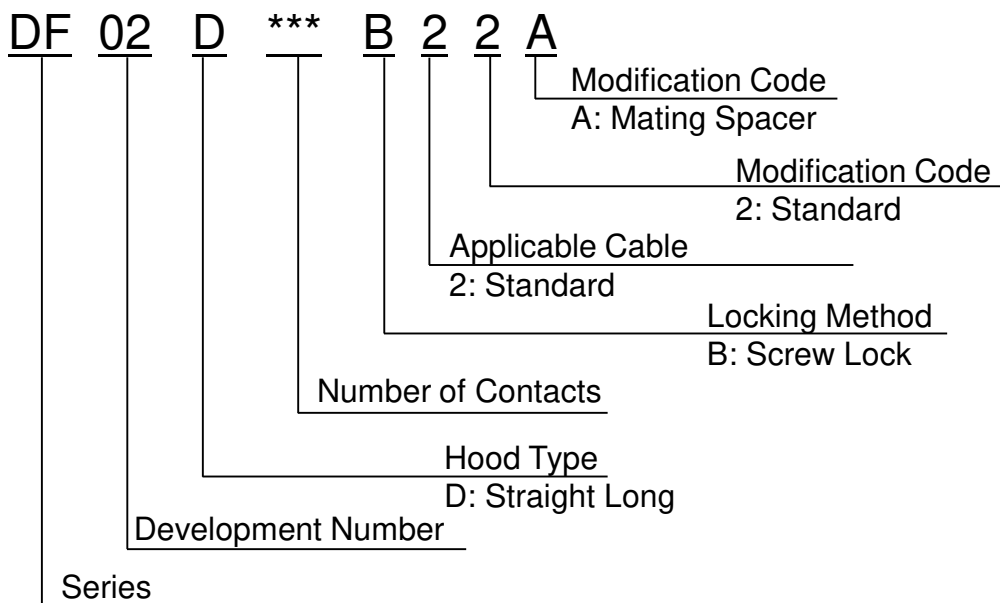 DF 02 D *** B 2 2 A
Modification Code
A: Mating Spacer
Modification Code
2: Standard
Applicable Cable
2: Standard
Locking Method
B: Screw Lock
Number of Contacts
Hood Type
D: Straight Long
Development Number
Series